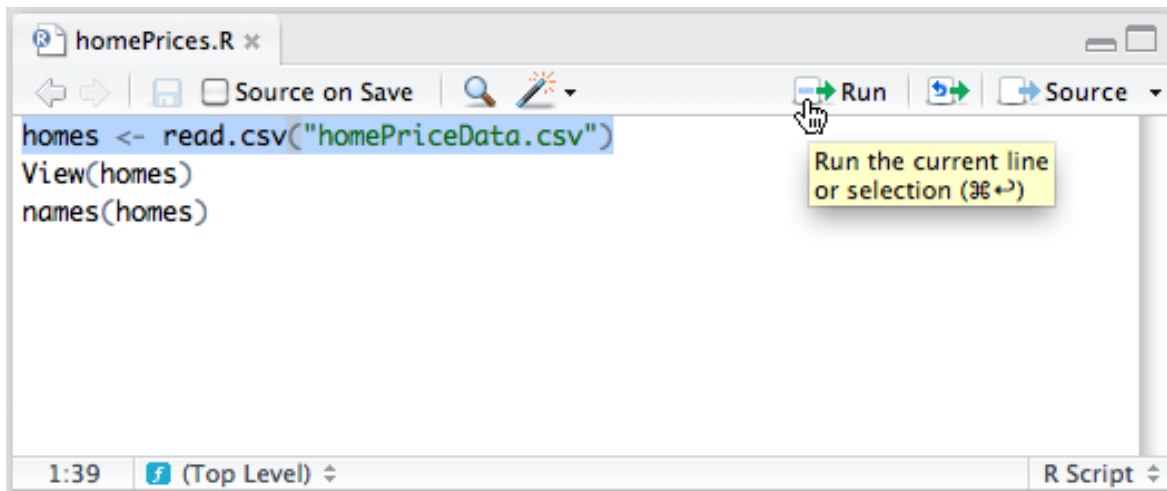 homePrices.R
Source on Save
Run
Source
homes <- read.csv("homePriceData.csv")
View(homes)
names(homes)
Run the current line
or selection (⌘↩)
1:39
(Top Level)
R Script